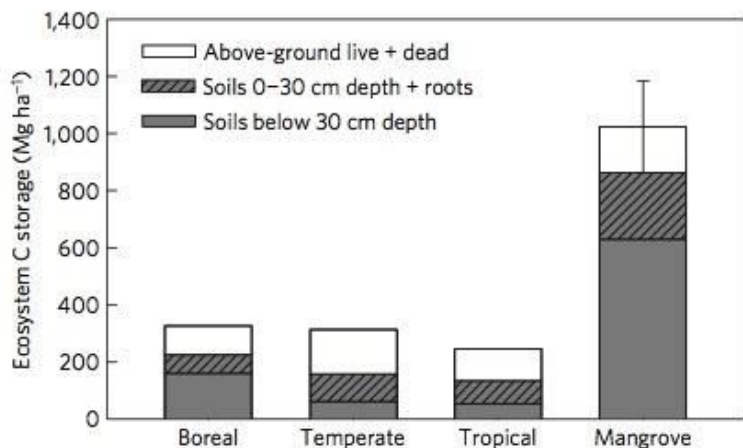 1,400
1,200
1,000
800
600
400
200
0
Ecosystem C storage (Mg ha⁻¹)
Above-ground live + dead
Soils 0–30 cm depth + roots
Soils below 30 cm depth
Boreal Temperate Tropical Mangrove